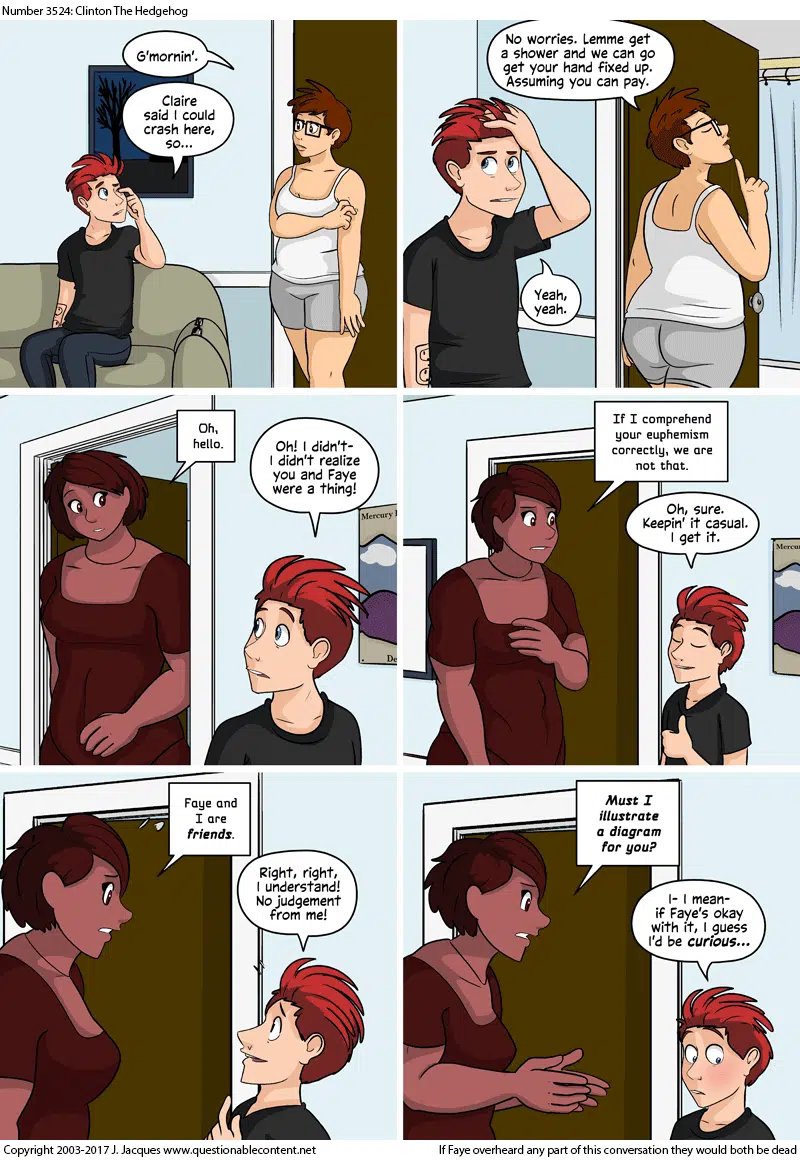 Number 3524: Clinton The Hedgehog
G'mornin'.
Claire
said I could
crash here,
so...
No worries. Lemme get
a shower and we can go
get your hand fixed up.
Assuming you can pay.
Yeah,
yeah.
Oh,
hello.
Oh! I didn't-
I didn't realize
you and Faye
were a thing!
Mercury
De
If I comprehend
your euphemism
correctly, we are
not that.
Oh, sure.
Keepin' it casual.
I get it.
Mercu
Faye and
I are
friends.
Right, right,
I understand!
No judgement
from me!
Must I
illustrate
a diagram
for you?
I- I mean-
if Faye's okay
with it, I guess
I'd be curious...
Copyright 2003-2017 J. Jacques www.questionablecontent.net
If Faye overheard any part of this conversation they would both be dead